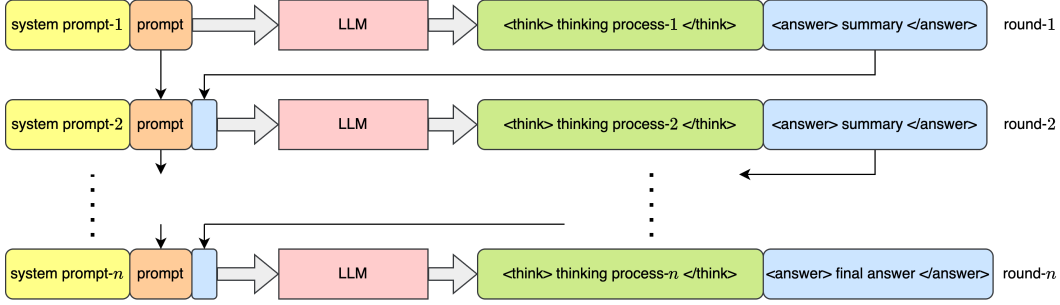 system prompt-1 prompt LLM <think> thinking process-1 </think> <answer> summary </answer> round-1
system prompt-2 prompt LLM <think> thinking process-2 </think> <answer> summary </answer> round-2
system prompt-n prompt LLM <think> thinking process-n </think> <answer> final answer </answer> round-n